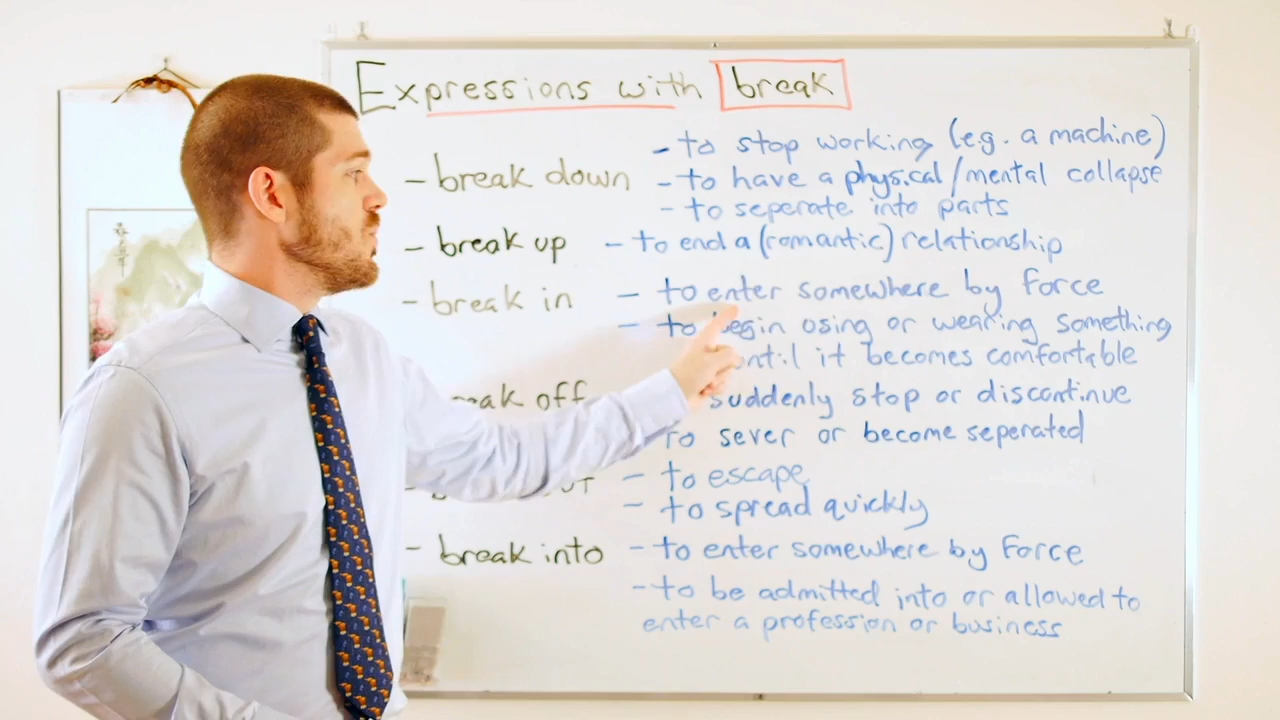 Expressions with break
- to stop working (e.g. a machine)
- break down - to have a physical/mental collapse
- to seperate into parts
- break up - to end a (romantic) relationship
- break in - to enter somewhere by force
- to begin using or wearing something
until it becomes comfortable
off suddenly stop or discontinue
to sever or become seperated
- to escape
- to spread quickly
- break into - to enter somewhere by force
- to be admitted into or allowed to
enter a profession or business